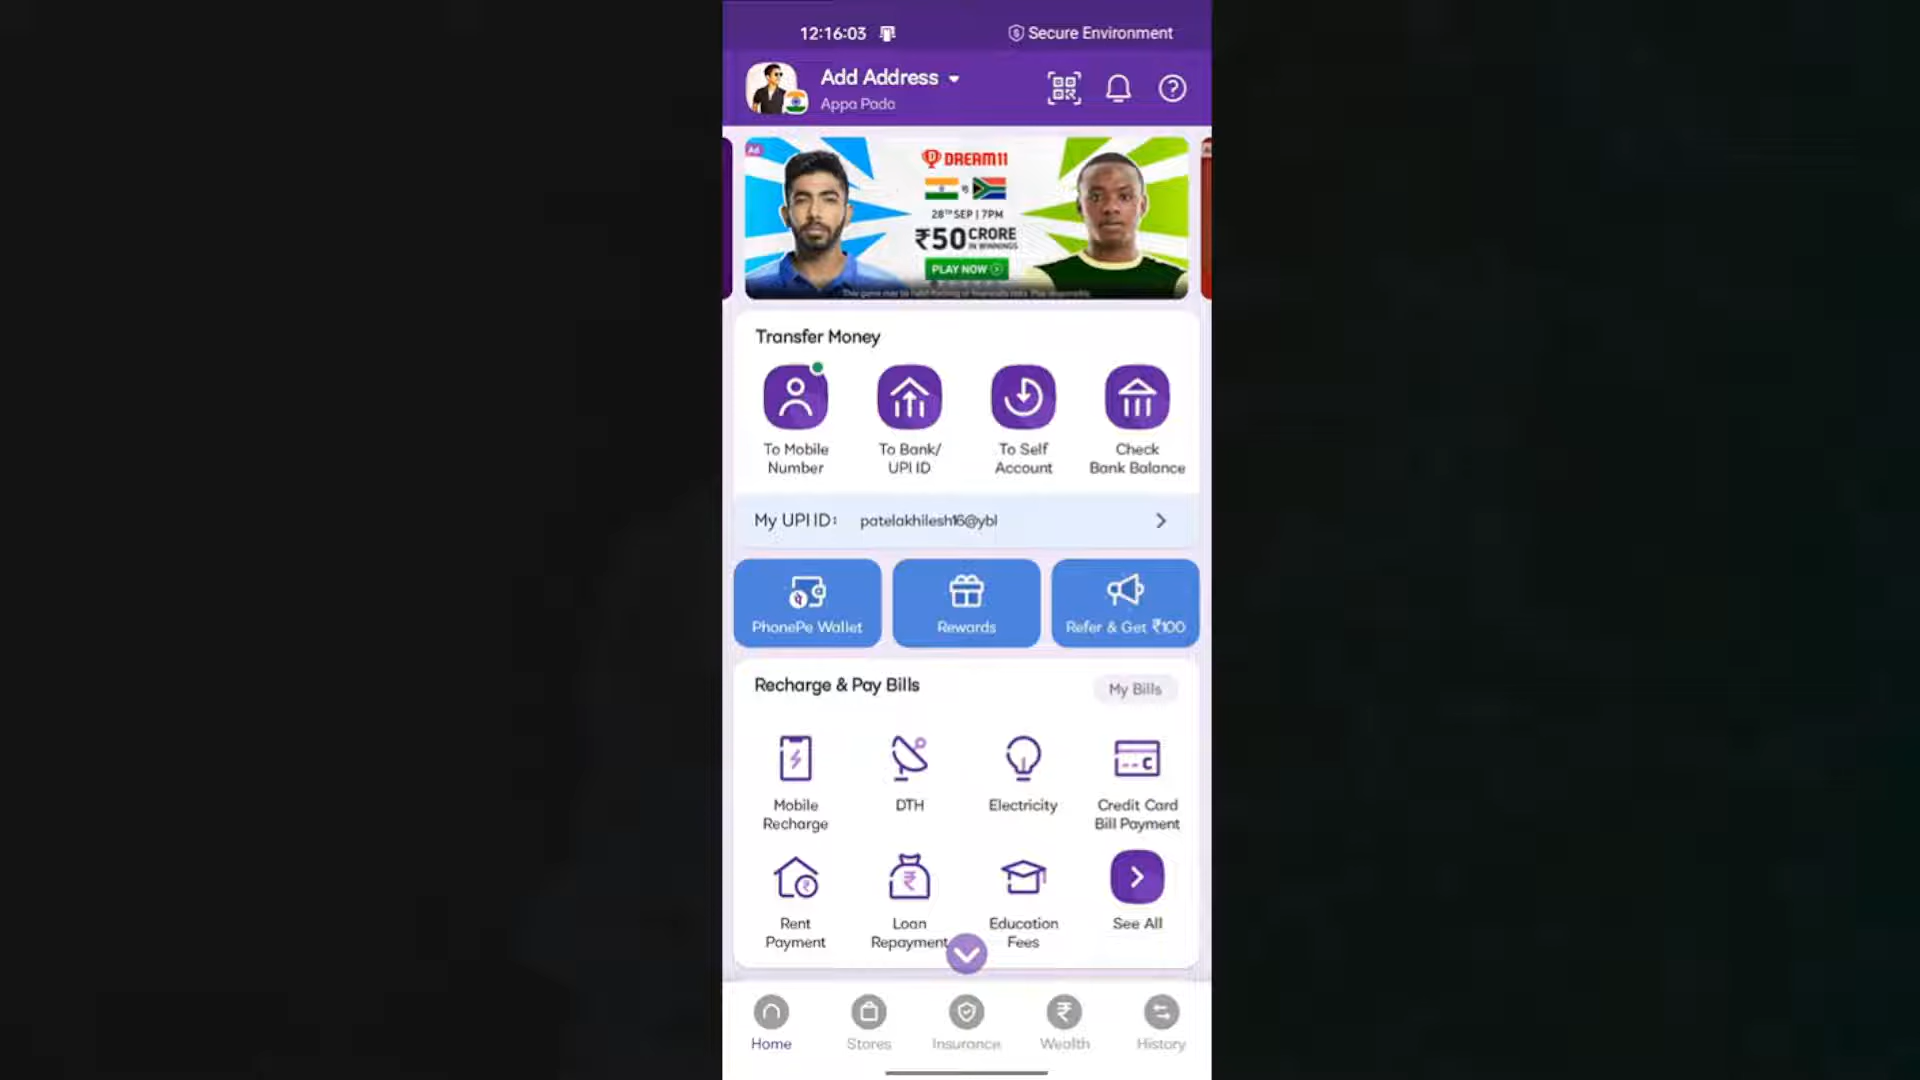 12:16:03
Secure Environment
Add Address
Appa Pada
Ad
DREAM11
28TH SEP | 7PM
₹50 CRORE
IN WINNINGS
PLAY NOW
Transfer Money
To Mobile
Number
To Bank/
UPI ID
To Self
Account
Check
Bank Balance
My UPI ID: patelakhilesh16@ybl
PhonePe Wallet
Rewards
Refer & Get ₹100
Recharge & Pay Bills
My Bills
Mobile
Recharge
DTH
Electricity
Credit Card
Bill Payment
Rent
Payment
Loan
Repayment
Education
Fees
See All
Home
Stores
Insurance
Wealth
History